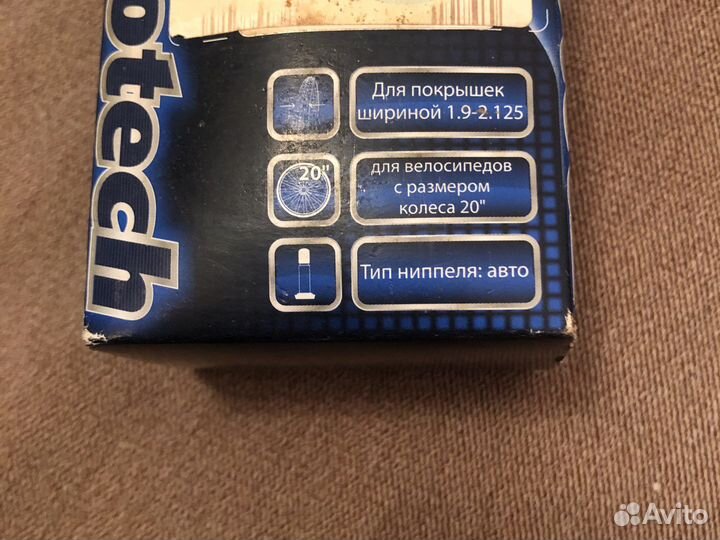 otech
Для покрышек
шириной 1.9-2.125
20"
для велосипедов
с размером
колеса 20"
Тип ниппеля: авто
Avito